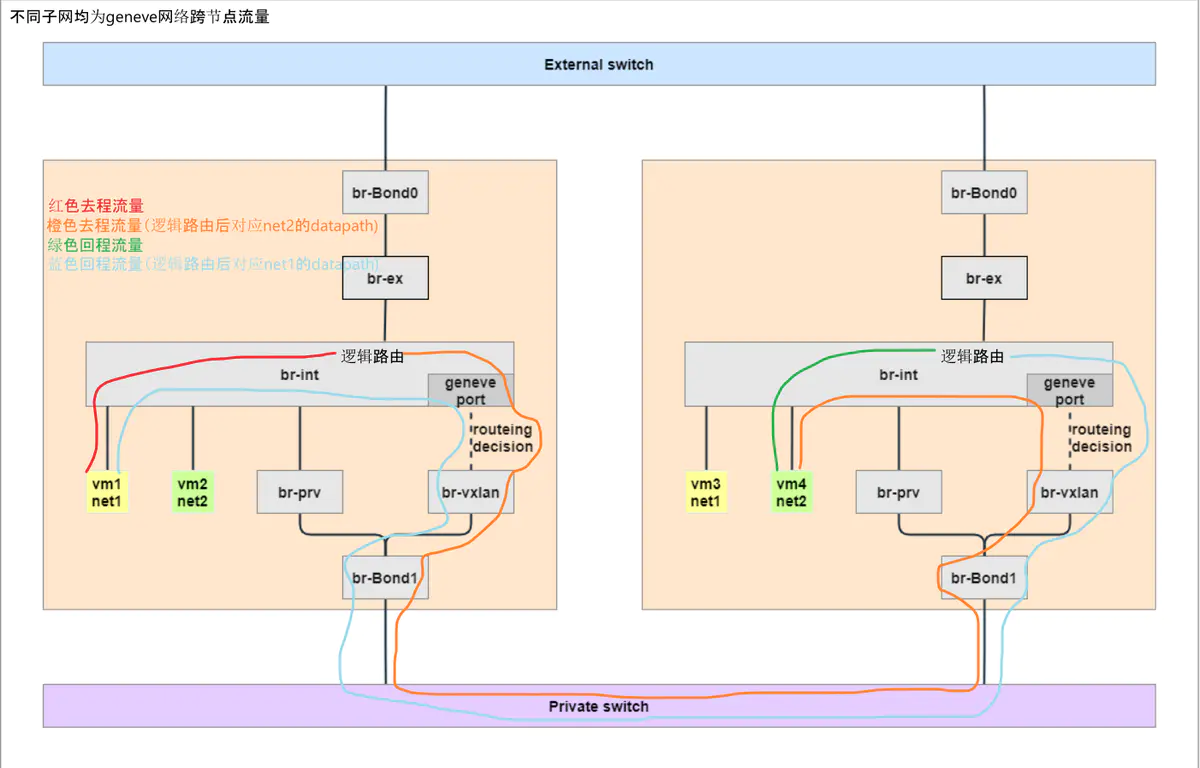 不同子网均为geneve网络跨节点流量
External switch
br-Bond0
br-Bond0
红色去程流量
橙色去程流量(逻辑路由后对应net2的datapath)
绿色回程流量
蓝色回程流量(逻辑路由后对应net1的datapath)
br-ex
br-ex
逻辑路由
逻辑路由
br-int
br-int
geneve
port
geneve
port
routeing
decision
routeing
decision
vm1
net1
vm2
net2
br-prv
br-vxlan
vm3
net1
vm4
net2
br-prv
br-vxlan
br-Bond1
br-Bond1
Private switch